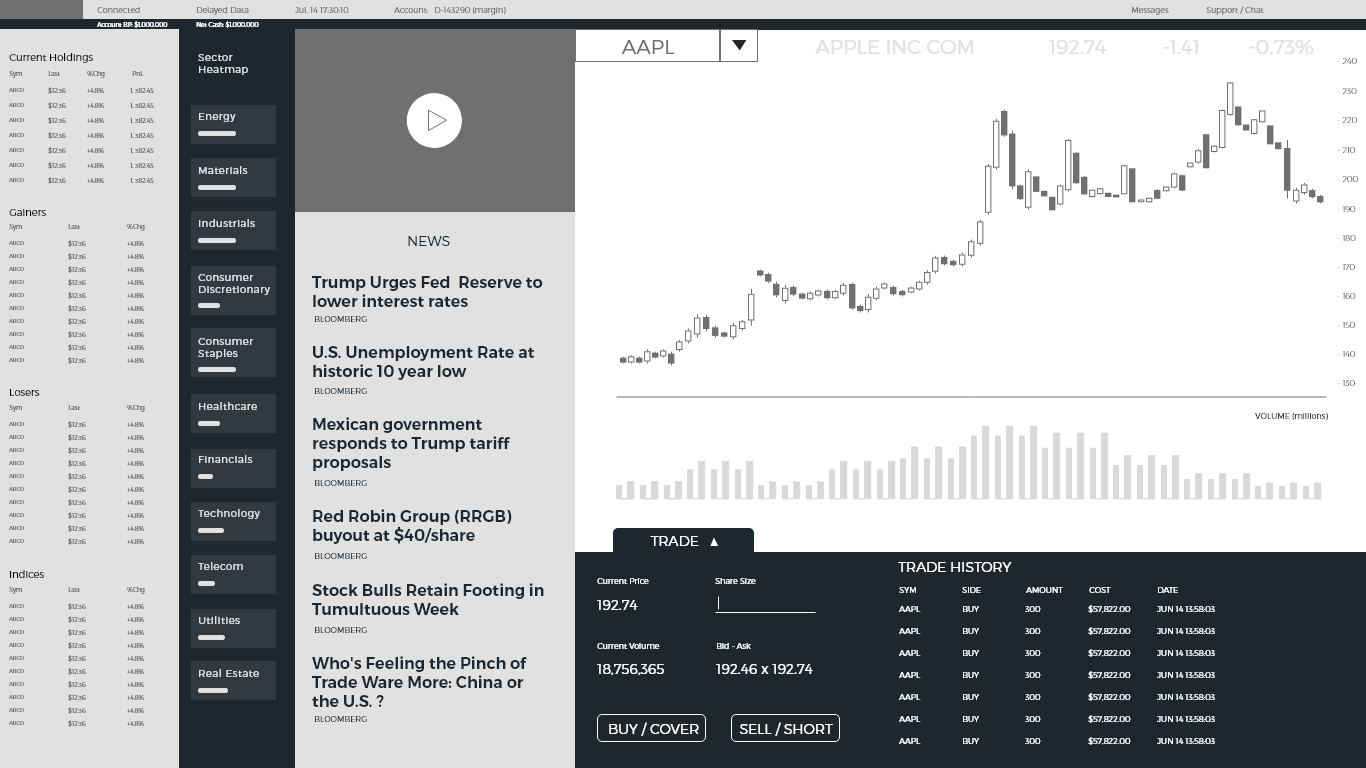 Connected Delayed Data Jul. 14 17:30:10 Account: D-143290 (margin) Messages Support / Chat
Account BP: $1,000,000 Net Cash: $1,000,000
Current Holdings
Sym Last %Chg PnL
ABCD $12.56 +4.8%
ABCD $12.56 +4.8%
ABCD $12.56 +4.8%
ABCD $12.56 +4.8%
ABCD $12.56 +4.8%
ABCD $12.56 +4.8%
ABCD $12.56 +4.8%
Gainers
Sym Last %Chg
ABCD $12.56 +4.8%
ABCD $12.56 +4.8%
ABCD $12.56 +4.8%
ABCD $12.56 +4.8%
ABCD $12.56 +4.8%
ABCD $12.56 +4.8%
ABCD $12.56 +4.8%
ABCD $12.56 +4.8%
ABCD $12.56 +4.8%
ABCD $12.56 +4.8%
Losers
Sym Last %Chg
ABCD $12.56 +4.8%
ABCD $12.56 +4.8%
ABCD $12.56 +4.8%
ABCD $12.56 +4.8%
ABCD $12.56 +4.8%
ABCD $12.56 +4.8%
ABCD $12.56 +4.8%
ABCD $12.56 +4.8%
ABCD $12.56 +4.8%
ABCD $12.56 +4.8%
Indices
Sym Last %Chg
ABCD $12.56 +4.8%
ABCD $12.56 +4.8%
ABCD $12.56 +4.8%
ABCD $12.56 +4.8%
ABCD $12.56 +4.8%
ABCD $12.56 +4.8%
ABCD $12.56 +4.8%
ABCD $12.56 +4.8%
ABCD $12.56 +4.8%
ABCD $12.56 +4.8%
Sector
Heatmap
Energy
Materials
Industrials
Consumer
Discretionary
Consumer
Staples
Healthcare
Financials
Technology
Telecom
Utilities
Real Estate
NEWS
Trump Urges Fed Reserve to
lower interest rates
BLOOMBERG
U.S. Unemployment Rate at
historic 10 year low
BLOOMBERG
Mexican government
responds to Trump tariff
proposals
BLOOMBERG
Red Robin Group (RRGB)
buyout at $40/share
BLOOMBERG
Stock Bulls Retain Footing in
Tumultuous Week
BLOOMBERG
Who's Feeling the Pinch of
Trade Ware More: China or
the U.S. ?
BLOOMBERG
AAPL APPLE INC COM 192.74 -1.41 -0.73%
- 240
- 230
- 220
- 210
- 200
- 190
- 180
- 170
- 160
- 150
- 140
- 130
VOLUME (millions)
TRADE ▲
Current Price Share Size
192.74
Current Volume Bid - Ask
18,756,365 192.46 x 192.74
BUY / COVER SELL / SHORT
TRADE HISTORY
SYM SIDE AMOUNT COST DATE
AAPL BUY 300 $57,822.00 JUN 14 13:58:03
AAPL BUY 300 $57,822.00 JUN 14 13:58:03
AAPL BUY 300 $57,822.00 JUN 14 13:58:03
AAPL BUY 300 $57,822.00 JUN 14 13:58:03
AAPL BUY 300 $57,822.00 JUN 14 13:58:03
AAPL BUY 300 $57,822.00 JUN 14 13:58:03
AAPL BUY 300 $57,822.00 JUN 14 13:58:03